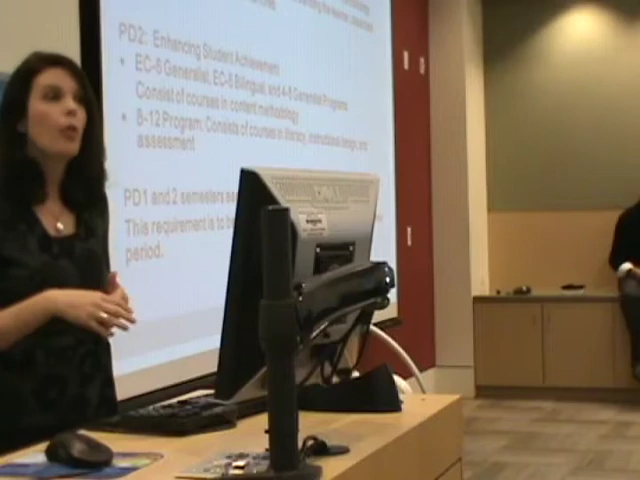 PD2: Enhancing Student Achievement
• EC-6 Generalist, EC-6 Bilingual, and 4-8 Generalist Programs
Consist of courses in content methodology
• 8-12 Program: Consists of courses in literacy, instructional design, and
assessment
PD1 and 2 semesters
This requirement is to be
period.